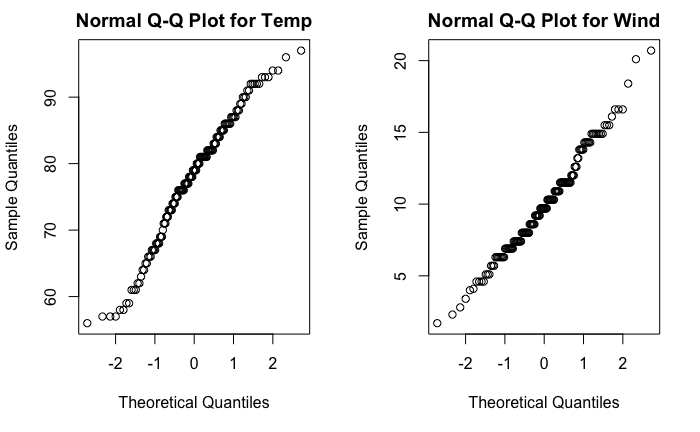 Normal Q-Q Plot for Temp
Sample Quantiles
90
80
70
60
-2 -1 0 1 2
Theoretical Quantiles
Normal Q-Q Plot for Wind
Sample Quantiles
20
15
10
5
-2 -1 0 1 2
Theoretical Quantiles